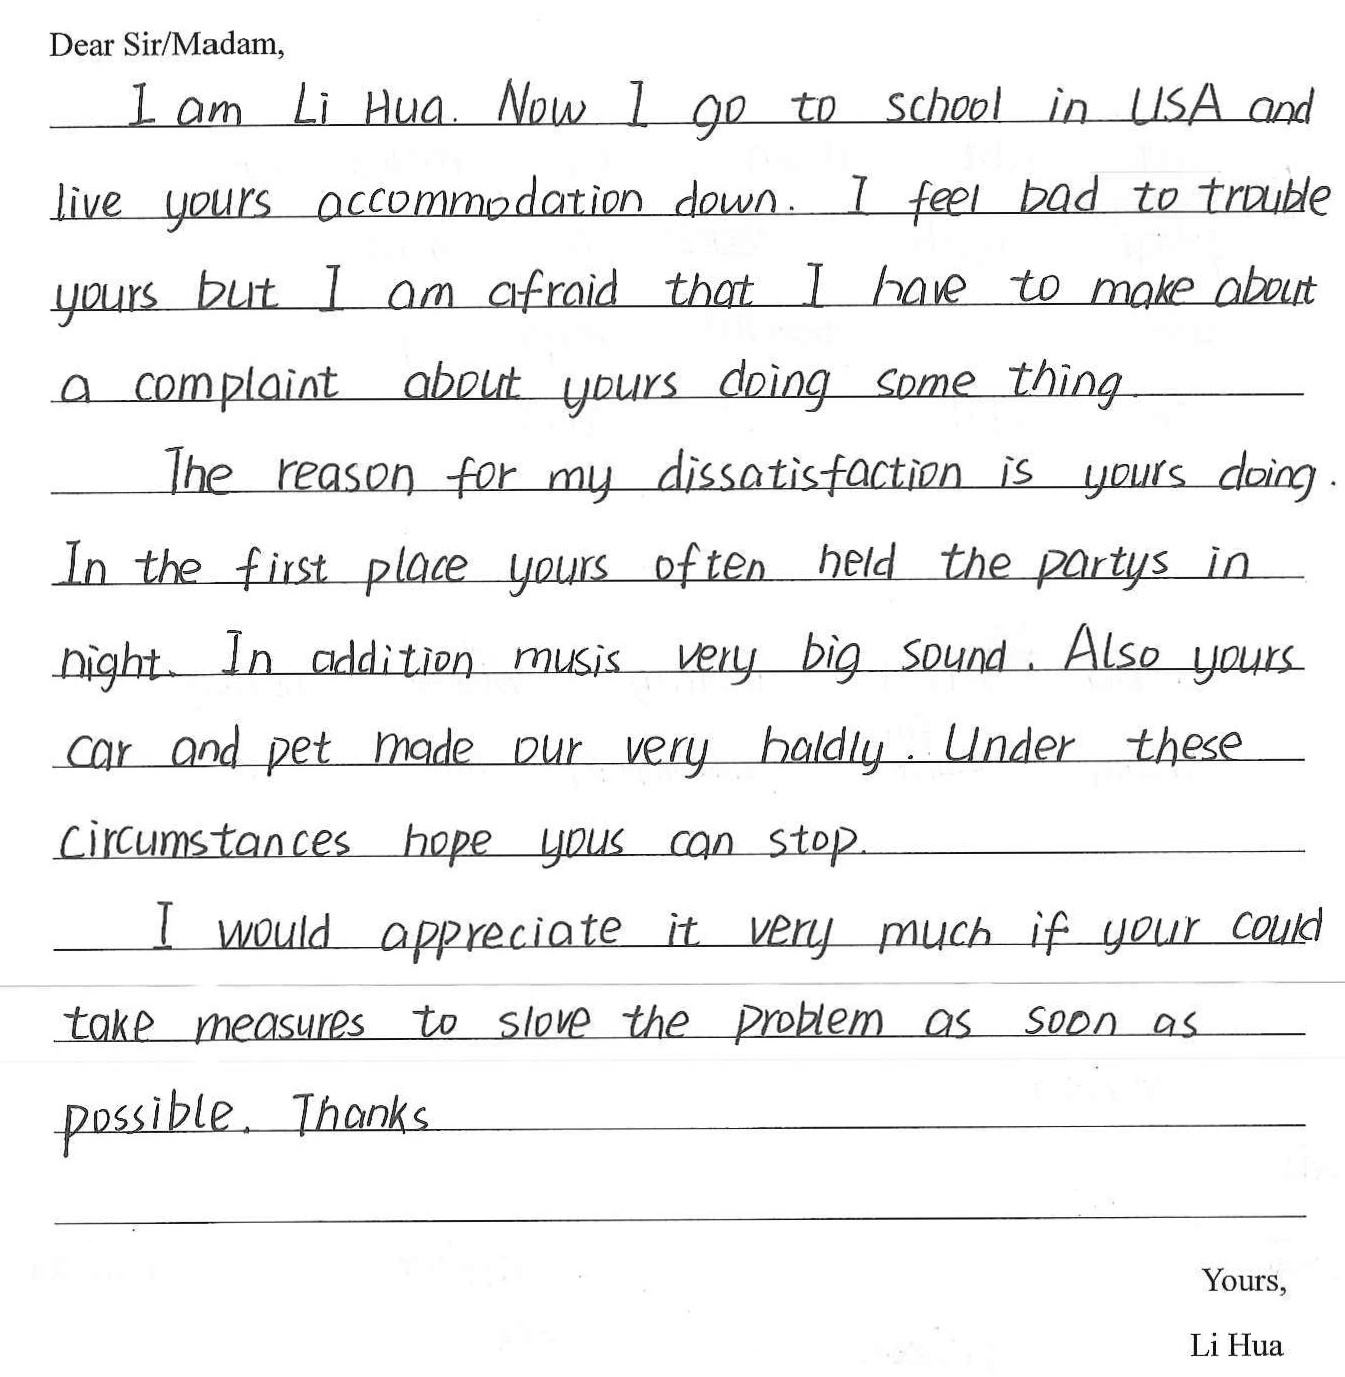 Dear Sir/Madam,
I am Li Hua. Now I go to school in USA and
live yours accommodation down. I feel bad to trouble
yours but I am afraid that I have to make about
a complaint about yours doing some thing
The reason for my dissatisfaction is yours doing.
In the first place yours often held the partys in
night. In addition musis very big sound. Also yours
car and pet made our very haldly. Under these
circumstances hope yous can stop.
I would appreciate it very much if your could
take measures to slove the problem as soon as
possible. Thanks
Yours,
Li Hua